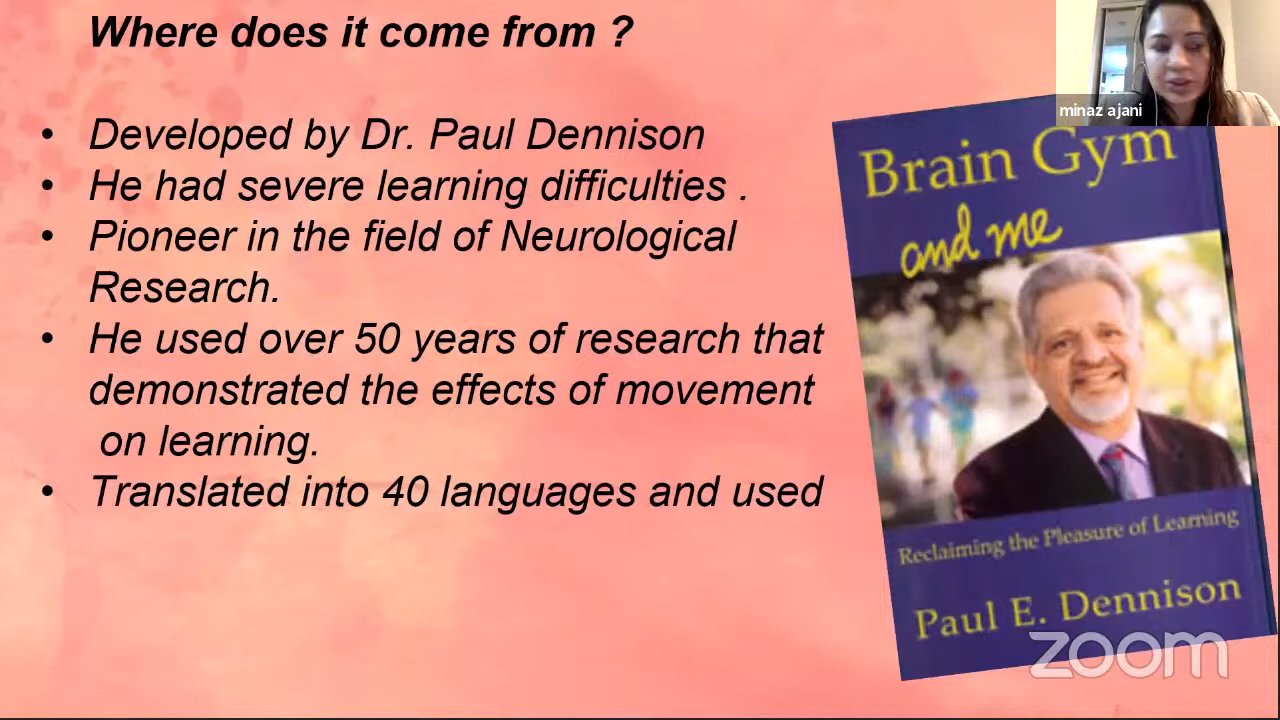 Where does it come from ?
• Developed by Dr. Paul Dennison
• He had severe learning difficulties .
• Pioneer in the field of Neurological
Research.
• He used over 50 years of research that
demonstrated the effects of movement
on learning.
• Translated into 40 languages and used
minaz ajani
Brain Gym
and me
Reclaiming the Pleasure of Learning
Paul E. Dennison
zoom